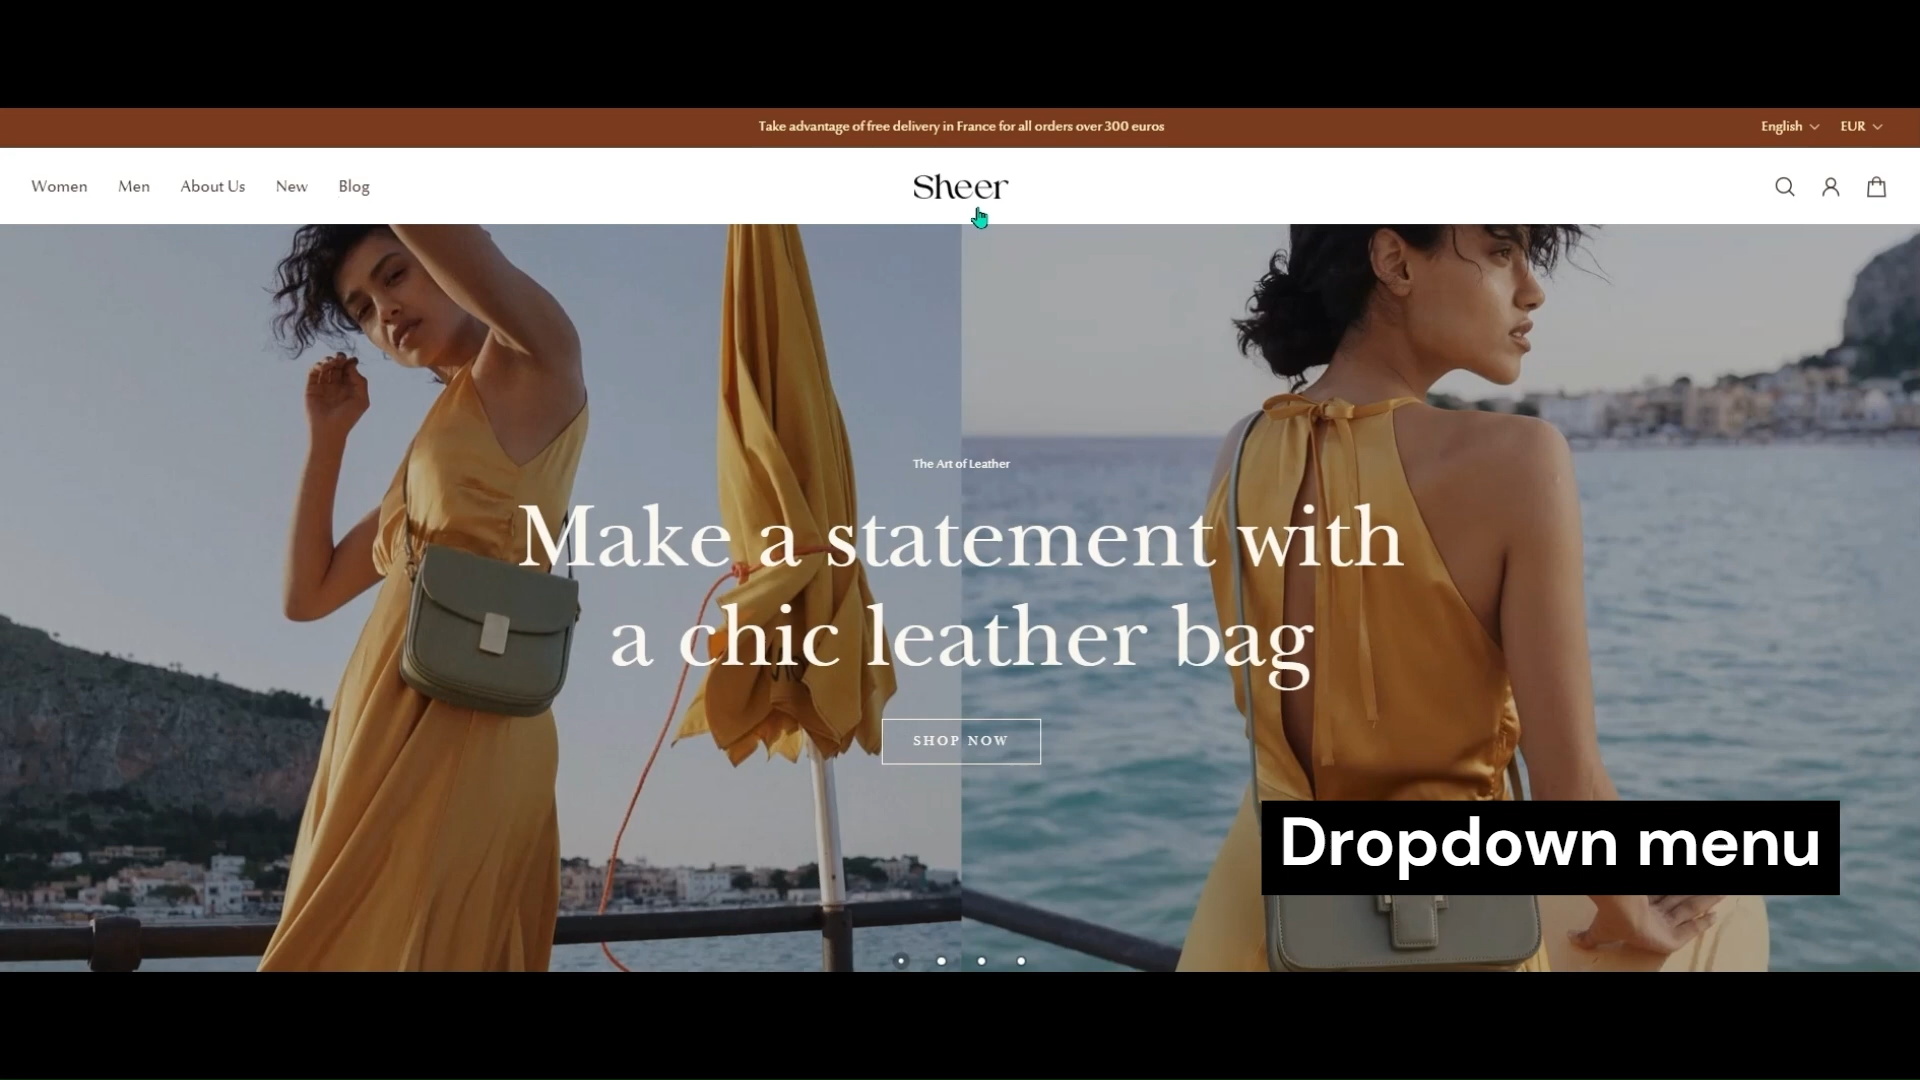 Take advantage of free delivery in France for all orders over 300 euros
English
EUR
Women
Men
About Us
New
Blog
Sheer
The Art of Leather
Make a statement with
a chic leather bag
SHOP NOW
Dropdown menu